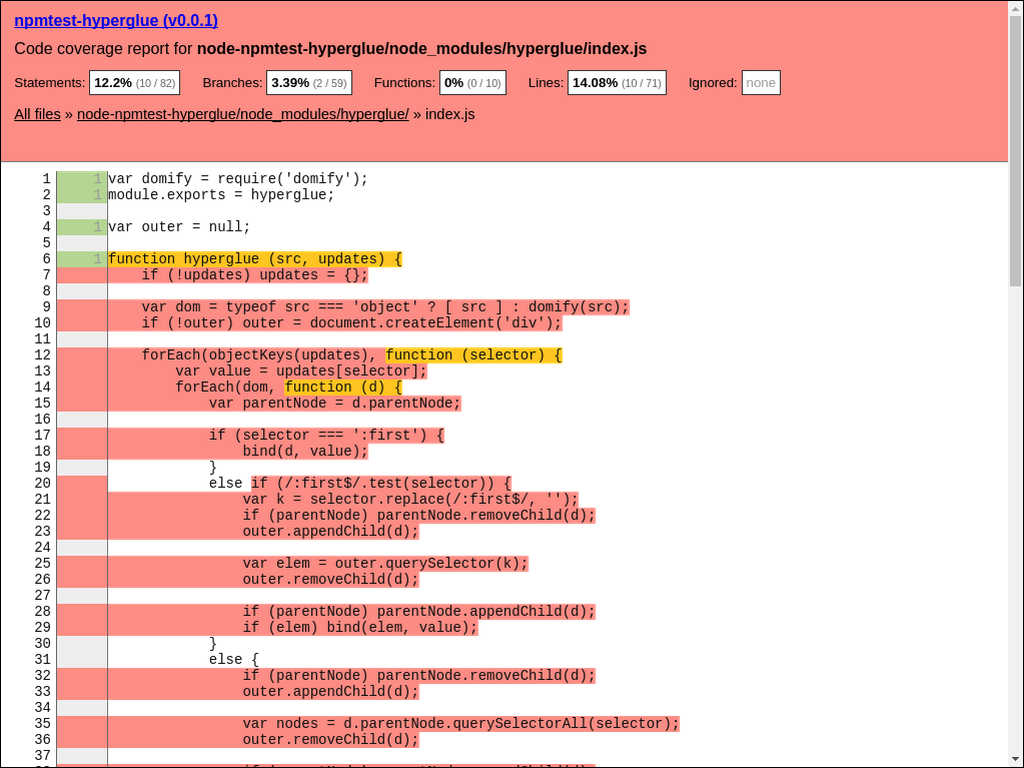 npmtest-hyperglue (v0.0.1)
Code coverage report for node-npmtest-hyperglue/node_modules/hyperglue/index.js
Statements: 12.2% (10 / 82) Branches: 3.39% (2 / 59) Functions: 0% (0 / 10) Lines: 14.08% (10 / 71) Ignored: none
All files » node-npmtest-hyperglue/node_modules/hyperglue/ » index.js
1 1 var domify = require('domify');
2 1 module.exports = hyperglue;
3
4 1 var outer = null;
5
6 1 function hyperglue (src, updates) {
7     if (!updates) updates = {};
8
9     var dom = typeof src === 'object' ? [ src ] : domify(src);
10     if (!outer) outer = document.createElement('div');
11
12     forEach(objectKeys(updates), function (selector) {
13         var value = updates[selector];
14         forEach(dom, function (d) {
15             var parentNode = d.parentNode;
16
17             if (selector === ':first') {
18                 bind(d, value);
19             }
20             else if (/:first$/.test(selector)) {
21                 var k = selector.replace(/:first$/, '');
22                 if (parentNode) parentNode.removeChild(d);
23                 outer.appendChild(d);
24
25                 var elem = outer.querySelector(k);
26                 outer.removeChild(d);
27
28                 if (parentNode) parentNode.appendChild(d);
29                 if (elem) bind(elem, value);
30             }
31             else {
32                 if (parentNode) parentNode.removeChild(d);
33                 outer.appendChild(d);
34
35                 var nodes = d.parentNode.querySelectorAll(selector);
36                 outer.removeChild(d);
37